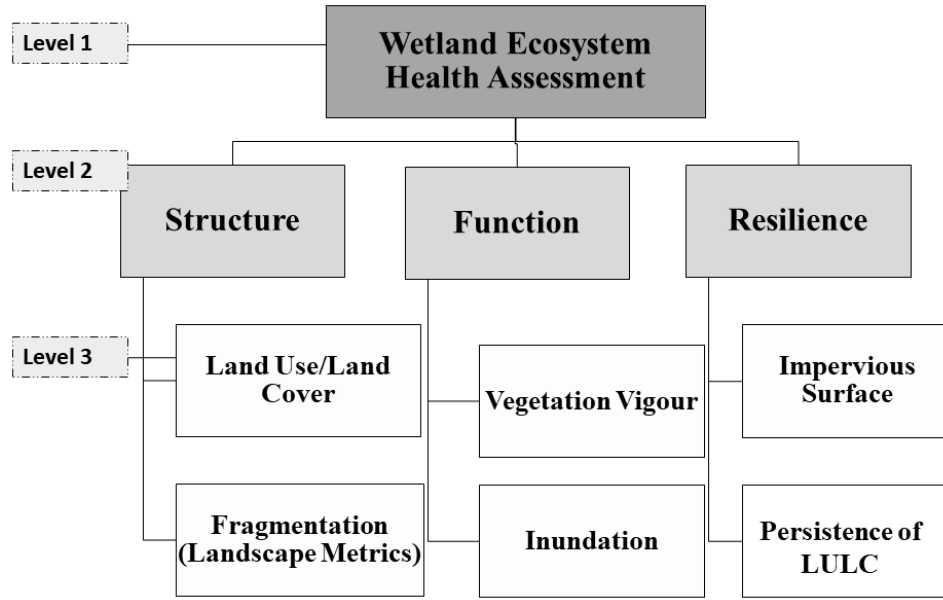 Level 1
Wetland Ecosystem
Health Assessment
Level 2
Structure
Function
Resilience
Level 3
Land Use/Land
Cover
Vegetation Vigour
Impervious
Surface
Fragmentation
(Landscape Metrics)
Inundation
Persistence of
LULC